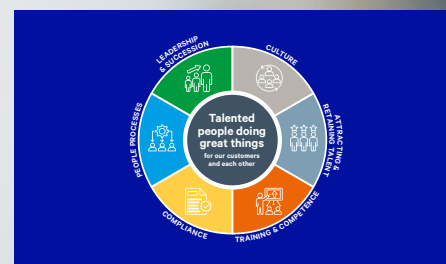 LEADERSHIP
& SUCCESSION
CULTURE
ATTRACTING &
RETAINING TALENT
TRAINING & COMPETENCE
COMPLIANCE
PEOPLE PROCESSES
Talented
people doing
great things
for our customers
and each other